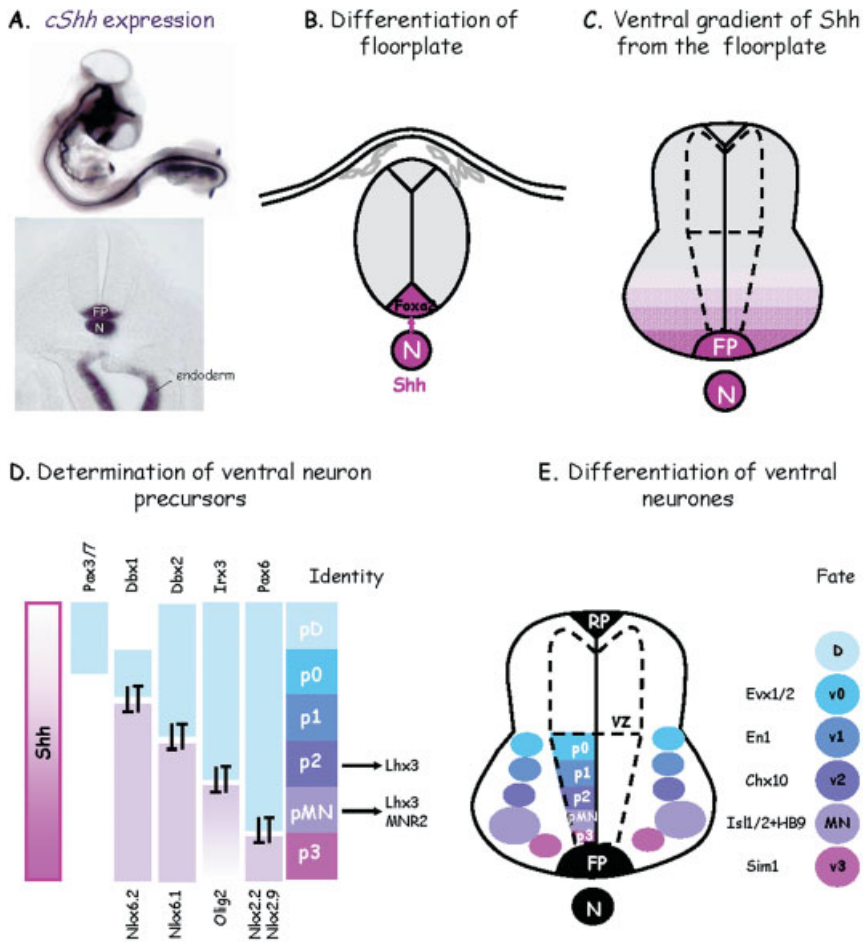 A. cShh expression
B. Differentiation of
floorplate
C. Ventral gradient of Shh
from the floorplate
FP
N
endoderm
Foxa2
N
Shh
FP
N
D. Determination of ventral neuron
precursors
E. Differentiation of ventral
neurones
Pax3/7
Dbx1
Dbx2
Irx3
Pax6
Identity
Shh
pD
p0
p1
p2
pMN
p3
Lhx3
Lhx3
MNR2
Nkx6.2
Nkx6.1
Olig2
Nkx2.2
Nkx2.9
RP
VZ
p0
p1
p2
pMN
p3
FP
N
Fate
D
Evx1/2 v0
En1 v1
Chx10 v2
Isl1/2+HB9 MN
Sim1 v3